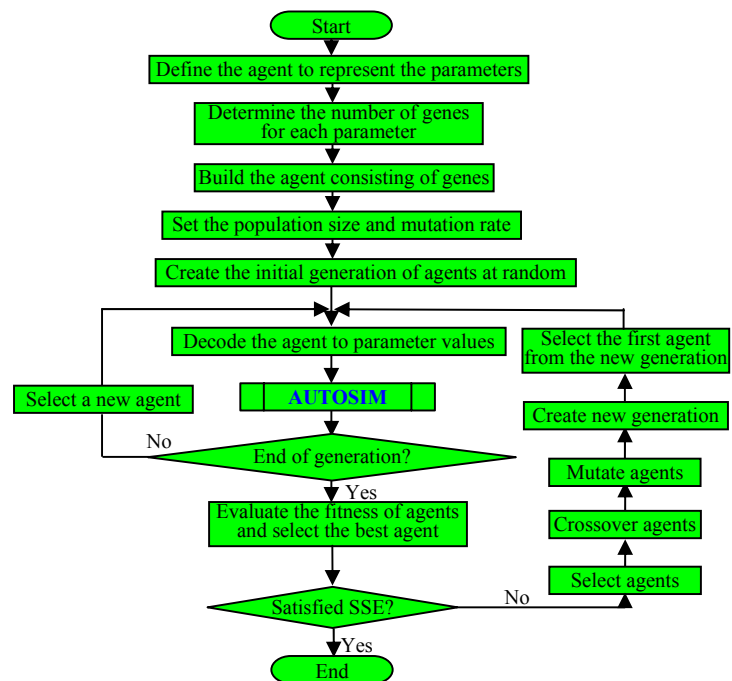 Start
Define the agent to represent the parameters
Determine the number of genes
for each parameter
Build the agent consisting of genes
Set the population size and mutation rate
Create the initial generation of agents at random
Decode the agent to parameter values
Select the first agent
from the new generation
Select a new agent
AUTOSIM
Create new generation
No
End of generation?
Mutate agents
Yes
Evaluate the fitness of agents
and select the best agent
Crossover agents
Select agents
Satisfied SSE?
No
Yes
End